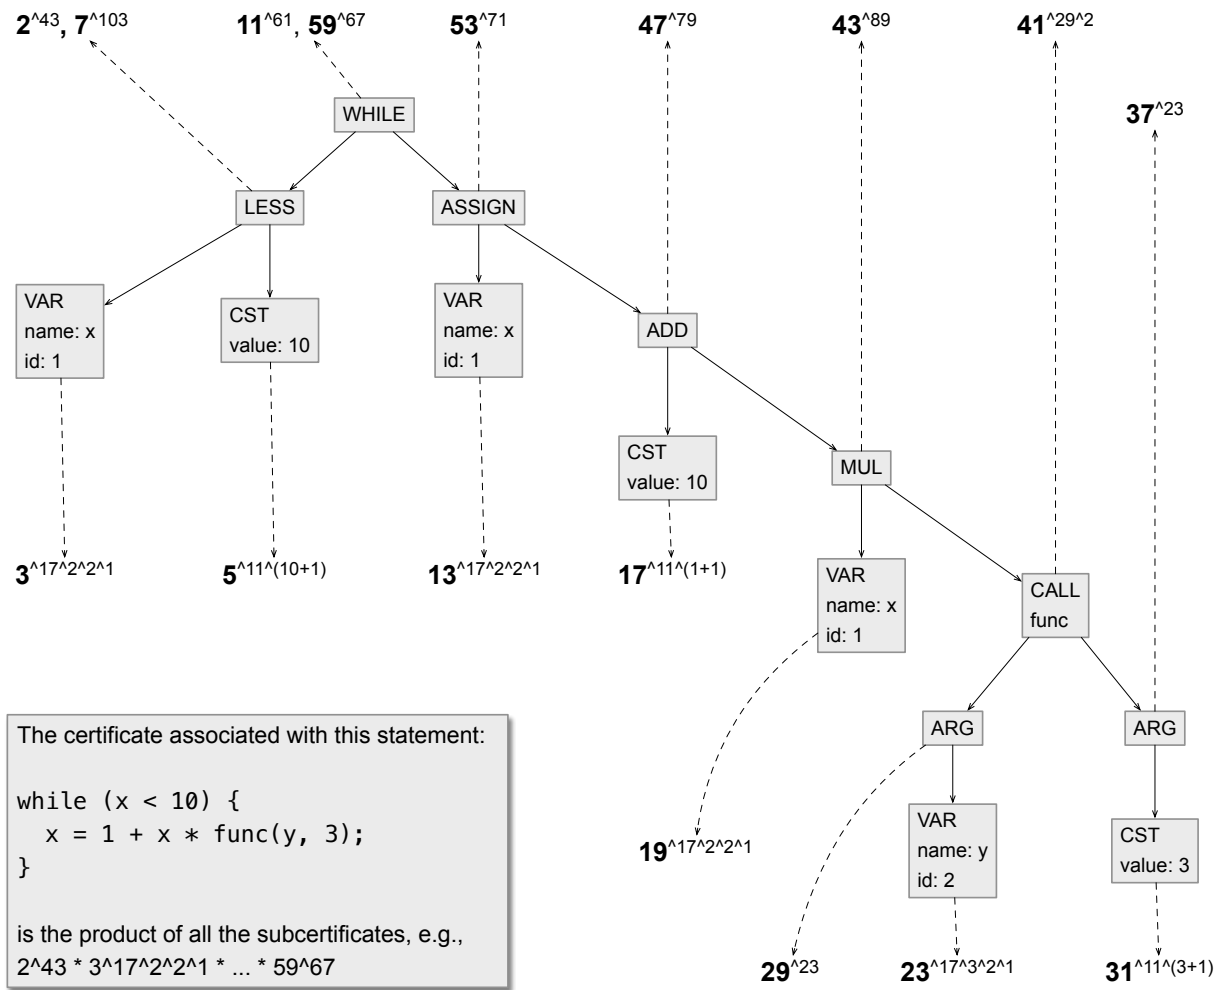 2^43, 7^103
11^61, 59^67
53^71
47^79
43^89
41^29^2
37^23
WHILE
LESS
ASSIGN
VAR
name: x
id: 1
CST
value: 10
VAR
name: x
id: 1
ADD
CST
value: 10
MUL
3^17^2^2^1
5^11^(10+1)
13^17^2^2^1
17^11^(1+1)
VAR
name: x
id: 1
CALL
func
ARG
ARG
19^17^2^2^1
VAR
name: y
id: 2
CST
value: 3
29^23
23^17^3^2^1
31^11^(3+1)
The certificate associated with this statement:
while (x < 10) {
x = 1 + x * func(y, 3);
}
is the product of all the subcertificates, e.g.,
2^43 * 3^17^2^2^1 * ... * 59^67